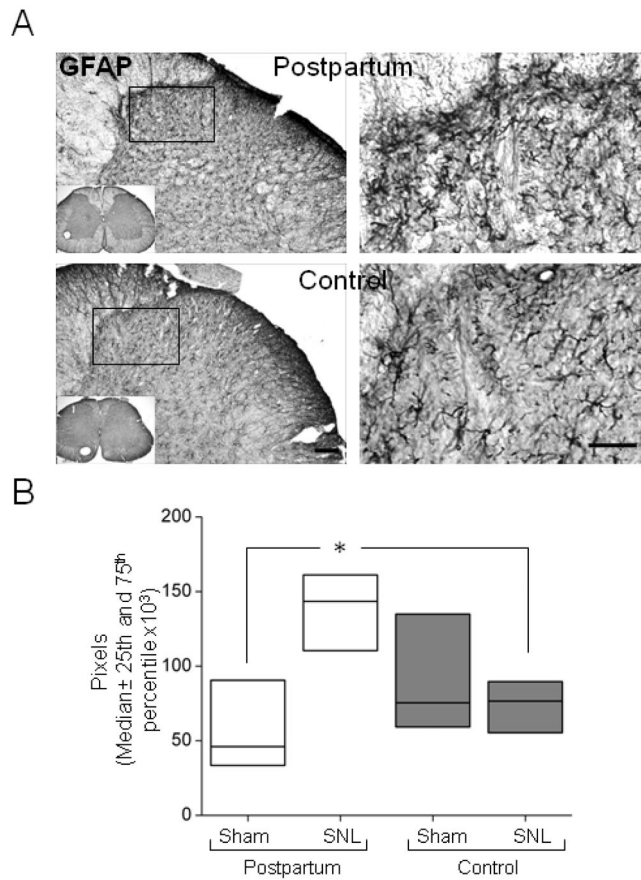 A
GFAP
Postpartum
Control
B
Pixels
(Median± 25th and 75th
percentile x10³)
200
150
100
50
0
*
Sham
SNL
Sham
SNL
Postpartum
Control